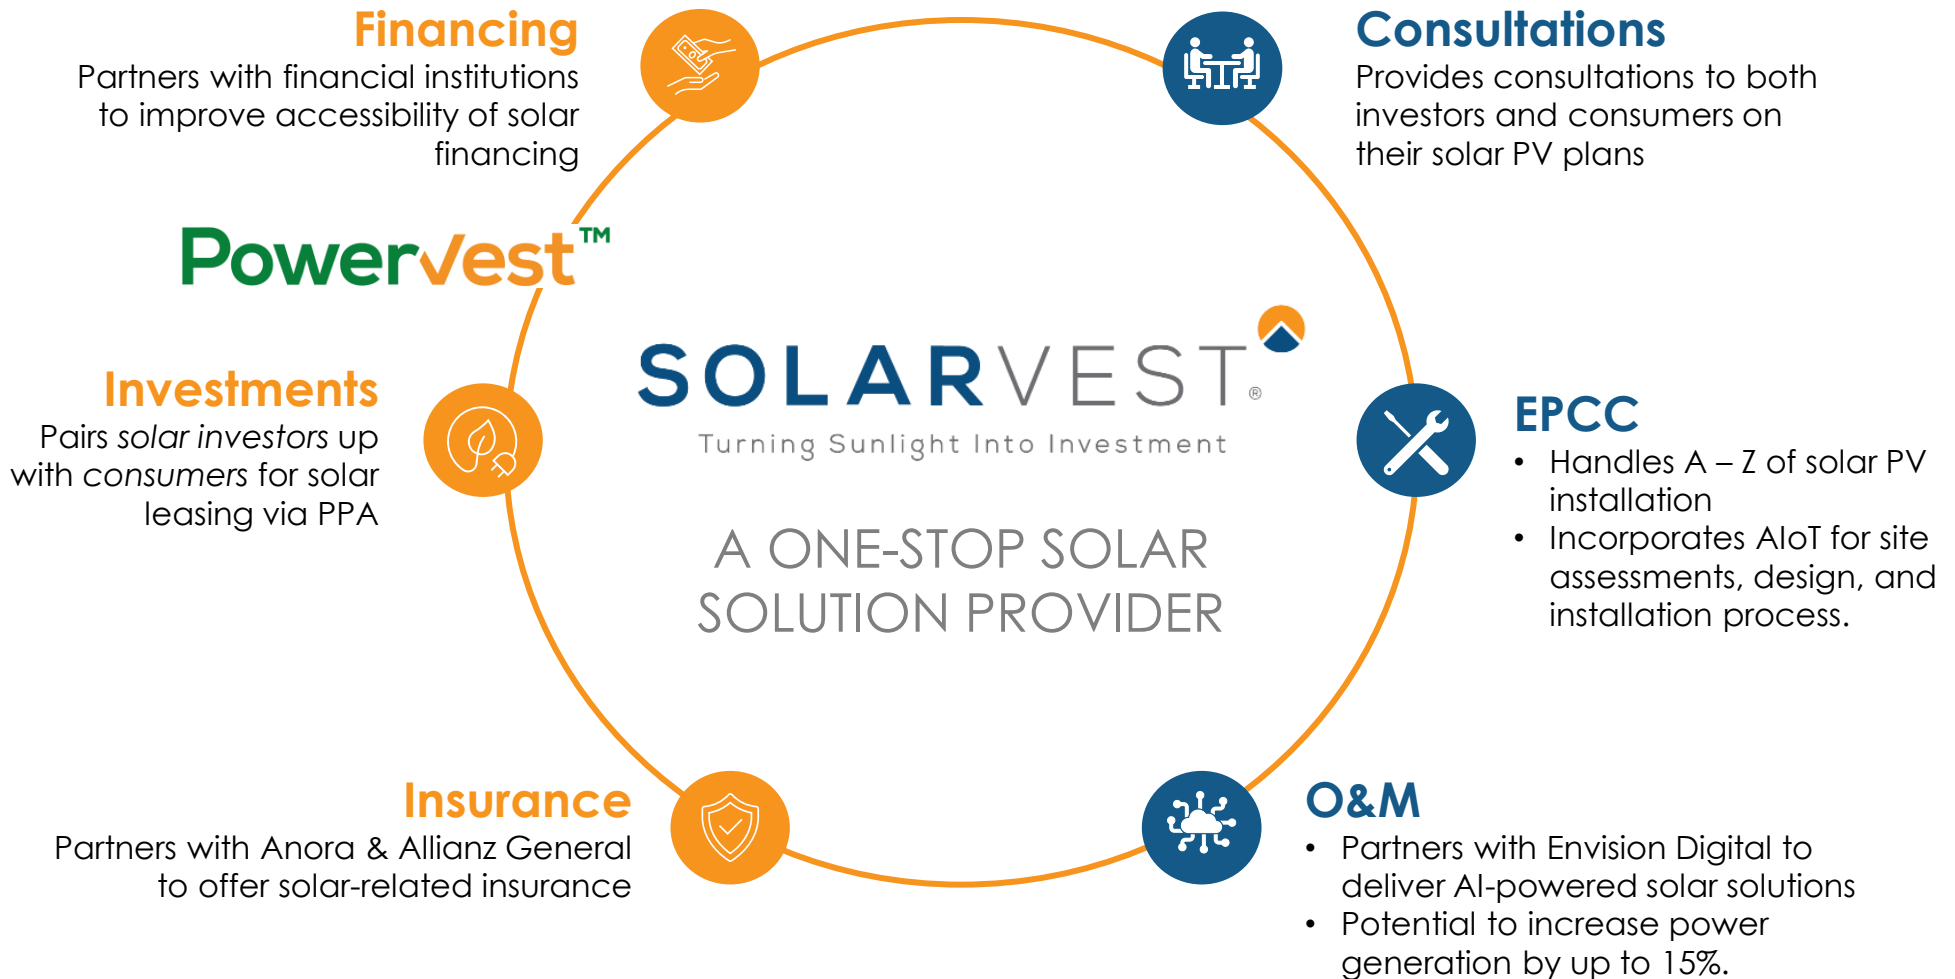 Financing
Partners with financial institutions
to improve accessibility of solar
financing
Consultations
Provides consultations to both
investors and consumers on
their solar PV plans
Powervest™
SOLARVEST®
Turning Sunlight Into Investment
A ONE-STOP SOLAR
SOLUTION PROVIDER
Investments
Pairs solar investors up
with consumers for solar
leasing via PPA
EPCC
• Handles A – Z of solar PV
installation
• Incorporates AIoT for site
assessments, design, and
installation process.
Insurance
Partners with Anora & Allianz General
to offer solar-related insurance
O&M
• Partners with Envision Digital to
deliver AI-powered solar solutions
• Potential to increase power
generation by up to 15%.